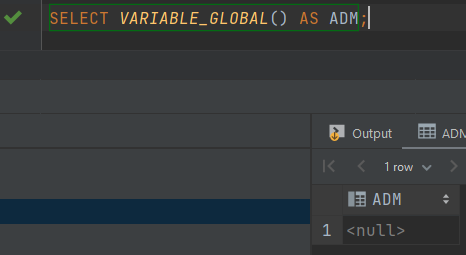 SELECT VARIABLE_GLOBAL() AS ADM;
Output
ADM
1 row
ADM
1 <null>